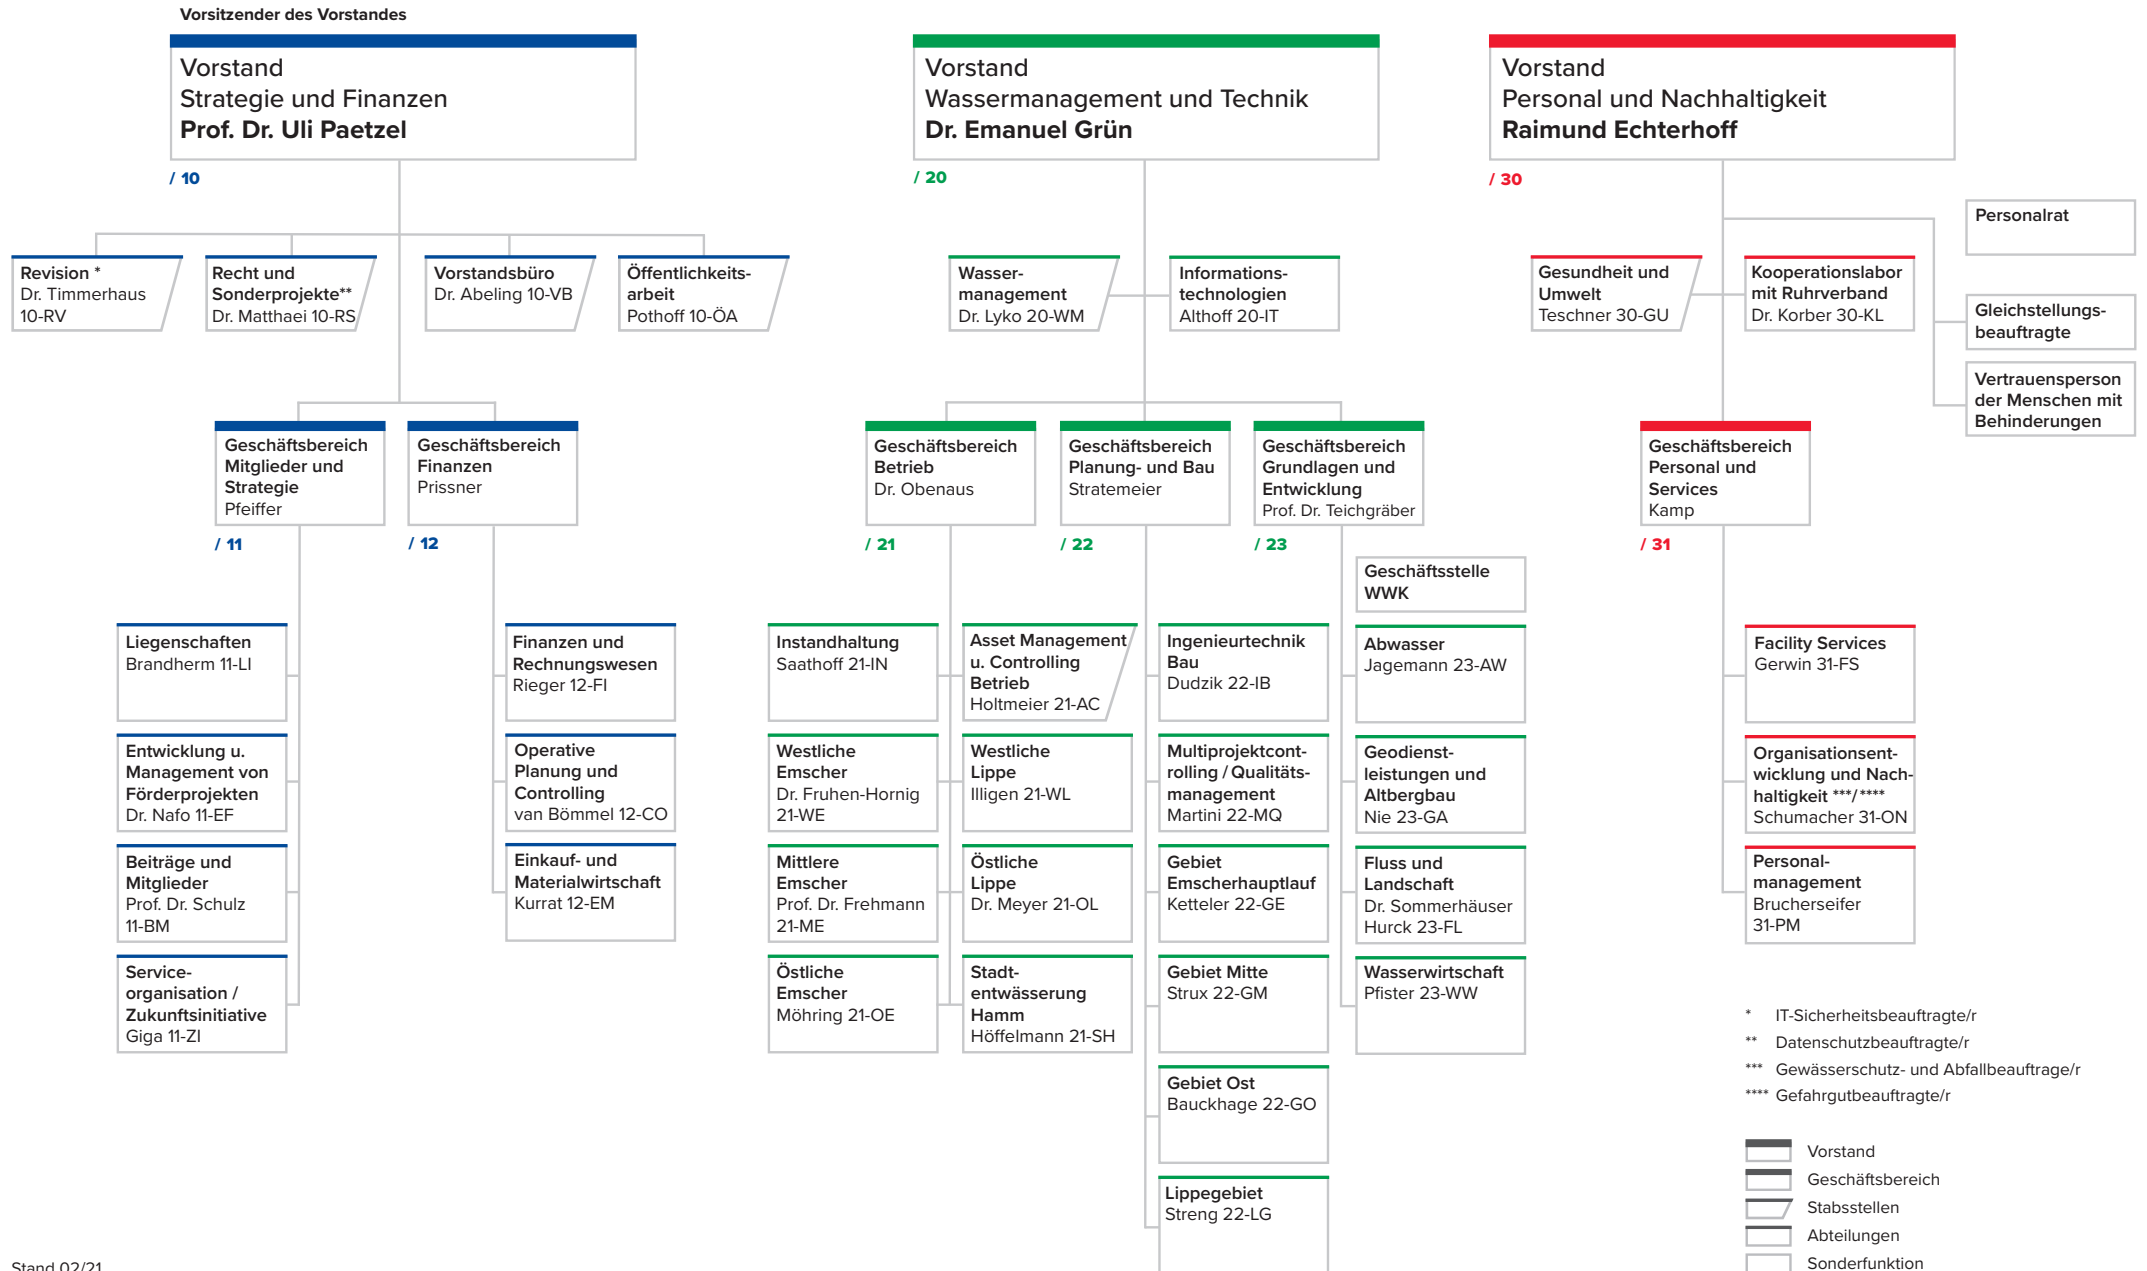 Vorsitzender des Vorstandes
Vorstand
Strategie und Finanzen
Prof. Dr. Uli Paetzel
/ 10
Vorstand
Wassermanagement und Technik
Dr. Emanuel Grün
/ 20
Vorstand
Personal und Nachhaltigkeit
Raimund Echterhoff
/ 30
Revision *
Dr. Timmerhaus
10-RV
Recht und
Sonderprojekte**
Dr. Matthaei 10-RS
Vorstandsbüro
Dr. Abeling 10-VB
Öffentlichkeits-
arbeit
Pothoff 10-ÖA
Wasser-
management
Dr. Lyko 20-WM
Informations-
technologien
Althoff 20-IT
Gesundheit und
Umwelt
Teschner 30-GU
Kooperationslabor
mit Ruhrverband
Dr. Korber 30-KL
Personalrat
Gleichstellungs-
beauftragte
Vertrauensperson
der Menschen mit
Behinderungen
Geschäftsbereich
Mitglieder und
Strategie
Pfeiffer
/ 11
Geschäftsbereich
Finanzen
Prissner
/ 12
Geschäftsbereich
Betrieb
Dr. Obenaus
/ 21
Geschäftsbereich
Planung- und Bau
Stratemeier
/ 22
Geschäftsbereich
Grundlagen und
Entwicklung
Prof. Dr. Teichgräber
/ 23
Geschäftsbereich
Personal und
Services
Kamp
/ 31
Liegenschaften
Brandherm 11-LI
Entwicklung u.
Management von
Förderprojekten
Dr. Nafo 11-EF
Beiträge und
Mitglieder
Prof. Dr. Schulz
11-BM
Service-
organisation /
Zukunftsinitiative
Giga 11-ZI
Finanzen und
Rechnungswesen
Rieger 12-FI
Operative
Planung und
Controlling
van Bömmel 12-CO
Einkauf- und
Materialwirtschaft
Kurrat 12-EM
Instandhaltung
Saathoff 21-IN
Westliche
Emscher
Dr. Fruhen-Hornig
21-WE
Mittlere
Emscher
Prof. Dr. Frehmann
21-ME
Östliche
Emscher
Möhring 21-OE
Asset Management
u. Controlling
Betrieb
Holtmeier 21-AC
Westliche
Lippe
Illigen 21-WL
Östliche
Lippe
Dr. Meyer 21-OL
Stadt-
entwässerung
Hamm
Höffelmann 21-SH
Ingenieurtechnik
Bau
Dudzik 22-IB
Multiprojektcont-
rolling / Qualitäts-
management
Martini 22-MQ
Gebiet
Emscherhauptlauf
Ketteler 22-GE
Gebiet Mitte
Strux 22-GM
Gebiet Ost
Bauckhage 22-GO
Lippegebiet
Streng 22-LG
Geschäftsstelle
WWK
Abwasser
Jagemann 23-AW
Geodienst-
leistungen und
Altbergbau
Nie 23-GA
Fluss und
Landschaft
Dr. Sommerhäuser
Hurck 23-FL
Wasserwirtschaft
Pfister 23-WW
Facility Services
Gerwin 31-FS
Organisationsent-
wicklung und Nach-
haltigkeit ***/****
Schumacher 31-ON
Personal-
management
Brucherseifer
31-PM
* IT-Sicherheitsbeauftragte/r
** Datenschutzbeauftragte/r
*** Gewässerschutz- und Abfallbeauftrage/r
**** Gefahrgutbeauftragte/r
Vorstand
Geschäftsbereich
Stabsstellen
Abteilungen
Sonderfunktion
Stand 02/21